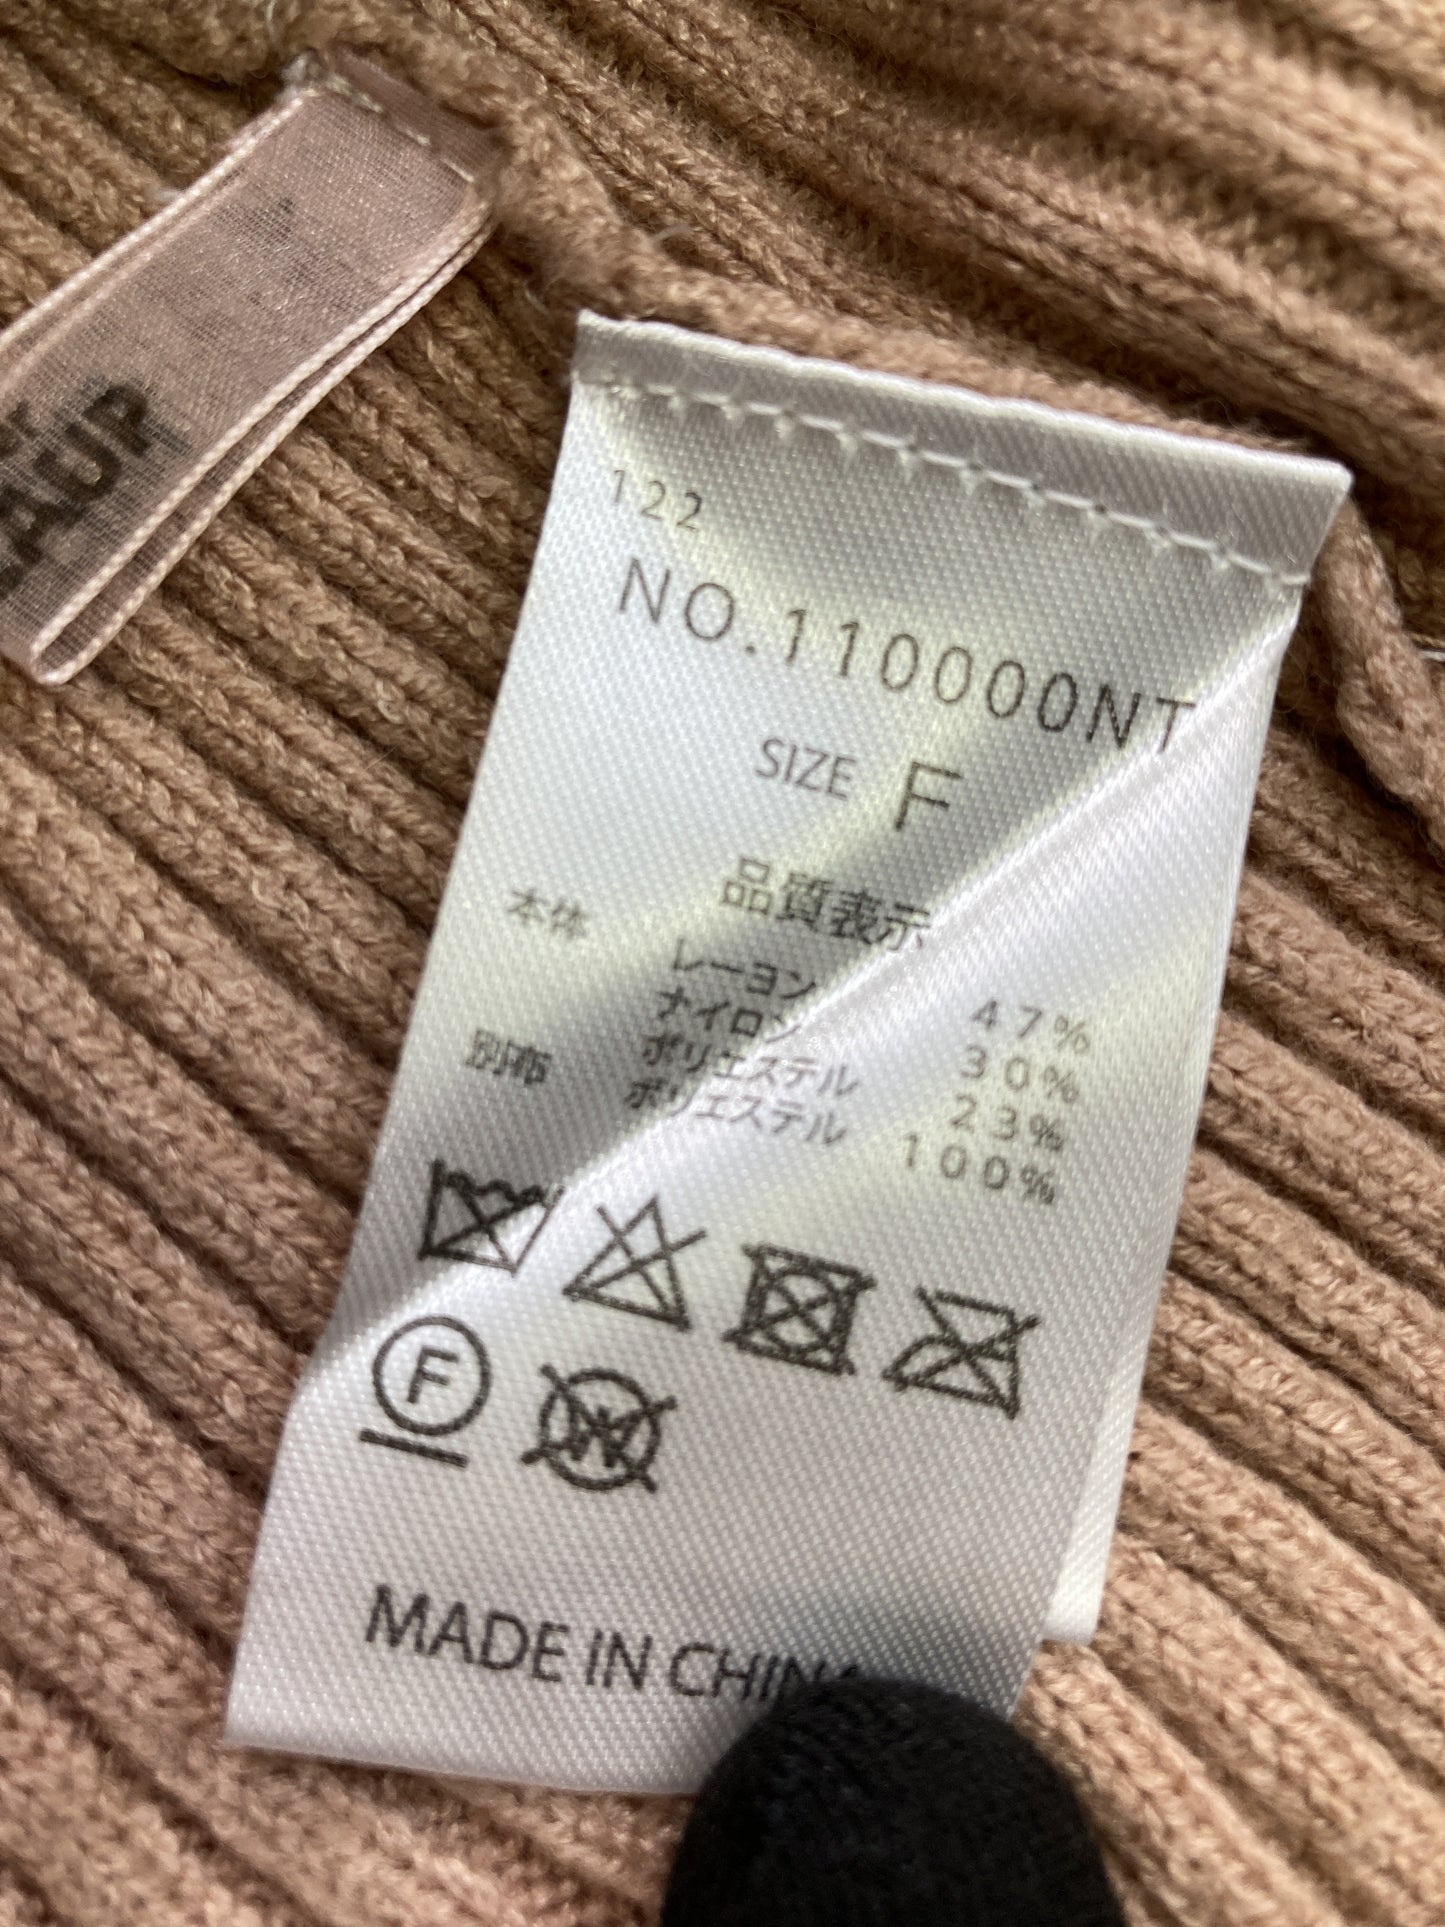 122
NO.110000NT
SIZE F
品質表示
本体 レーヨン 47%
ナイロン 30%
ポリエステル 23%
別布 ポリエステル 100%
F
W
MADE IN CHINA